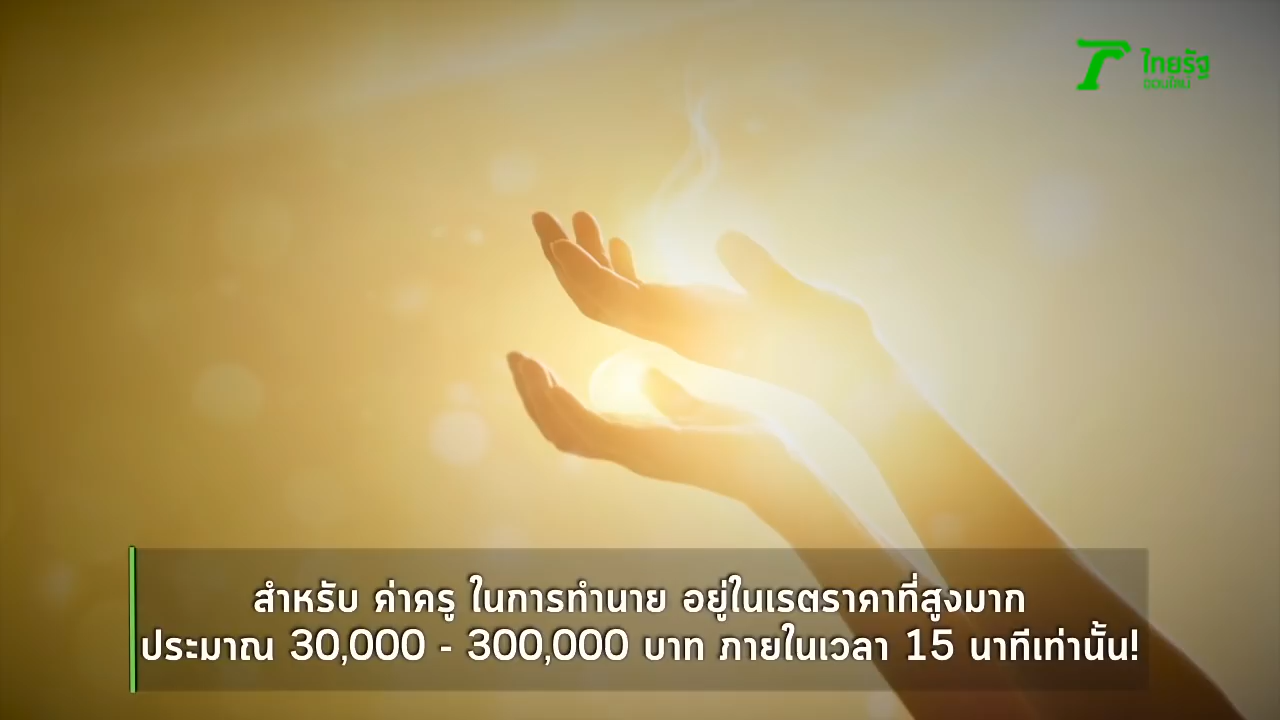 ไทยรัฐ
ออนไลน์
สำหรับ ค่าครู ในการทำนาย อยู่ในเรตราคาที่สูงมาก
ประมาณ 30,000 - 300,000 บาท ภายในเวลา 15 นาทีเท่านั้น!